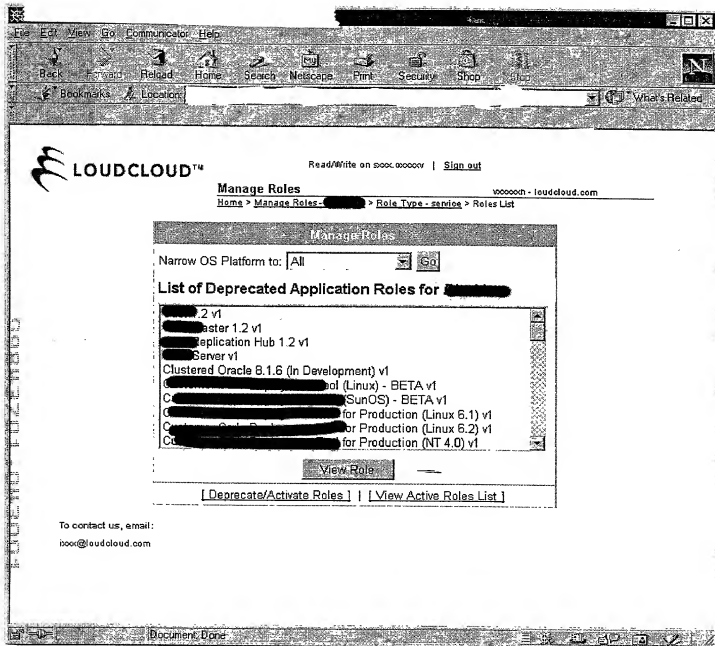 File Edit View Go Communicator Help
Back Forward Reload Home Search Netscape Print Security Shop Stop
Bookmarks Location: What's Related
LOUDCLOUD™
Read/Write on | Sign out
Manage Roles - loudcloud.com
Home > Manage Roles- > Role Type - service > Roles List
Manage Roles
Narrow OS Platform to: All Go
List of Deprecated Application Roles for
.2 v1
aster 1.2 v1
eplication Hub 1.2 v1
Server v1
Clustered Oracle 8.1.6 (In Development) v1
ol (Linux) - BETA v1
(SunOS) - BETA v1
for Production (Linux 6.1) v1
or Production (Linux 6.2) v1
for Production (NT 4.0) v1
View Role
[ Deprecate/Activate Roles ] | [ View Active Roles List ]
To contact us, email:
@loudcloud.com
Document: Done